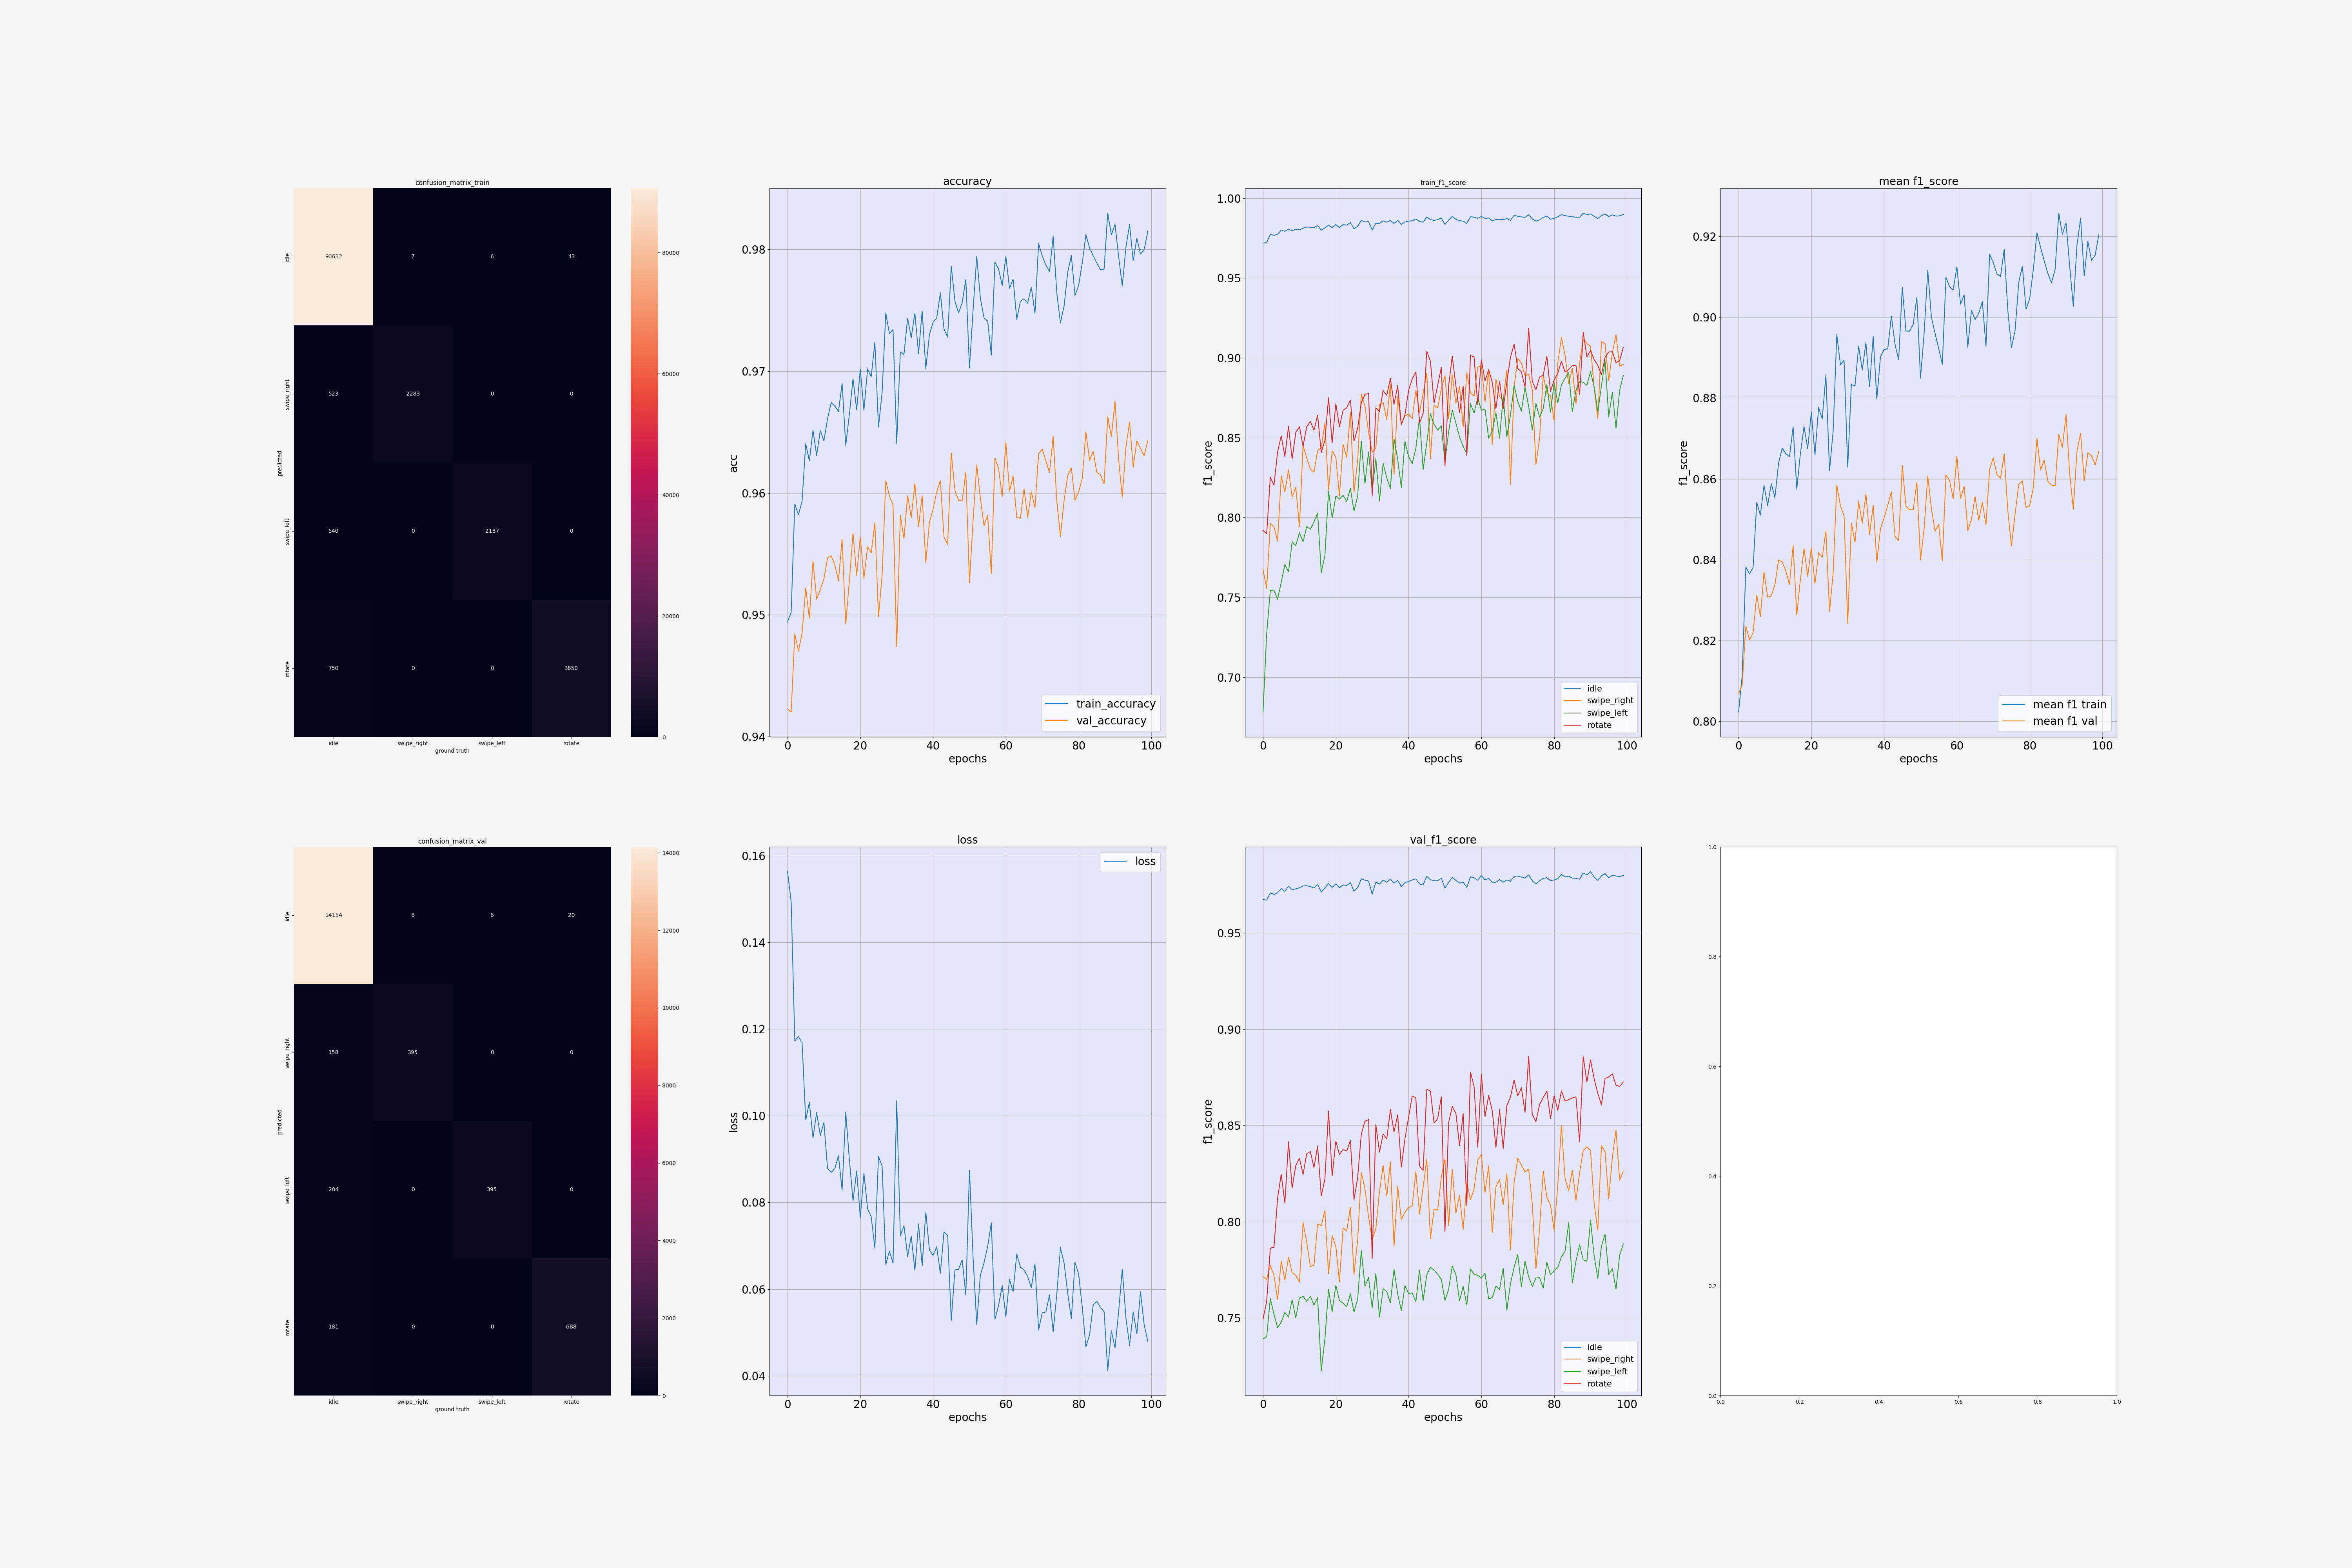 confusion_matrix_train
idle
swipe_right
swipe_left
rotate
predicted
90632 7 6 43
523 2283 0 0
540 0 2187 0
750 0 0 3850
idle swipe_right swipe_left rotate
ground truth
80000
60000
40000
20000
0
accuracy
acc
0.98
0.97
0.96
0.95
0.94
train_accuracy
val_accuracy
0 20 40 60 80 100
epochs
train_f1_score
f1_score
1.00
0.95
0.90
0.85
0.80
0.75
0.70
idle
swipe_right
swipe_left
rotate
0 20 40 60 80 100
epochs
mean f1_score
f1_score
0.92
0.90
0.88
0.86
0.84
0.82
0.80
mean f1 train
mean f1 val
0 20 40 60 80 100
epochs
confusion_matrix_val
idle
swipe_right
swipe_left
rotate
predicted
14154 8 8 20
158 395 0 0
204 0 395 0
181 0 0 688
idle swipe_right swipe_left rotate
ground truth
14000
12000
10000
8000
6000
4000
2000
0
loss
loss
0.16
0.14
0.12
0.10
0.08
0.06
0.04
loss
0 20 40 60 80 100
epochs
val_f1_score
f1_score
0.95
0.90
0.85
0.80
0.75
idle
swipe_right
swipe_left
rotate
0 20 40 60 80 100
epochs
1.0
0.8
0.6
0.4
0.2
0.0
0.0 0.2 0.4 0.6 0.8 1.0